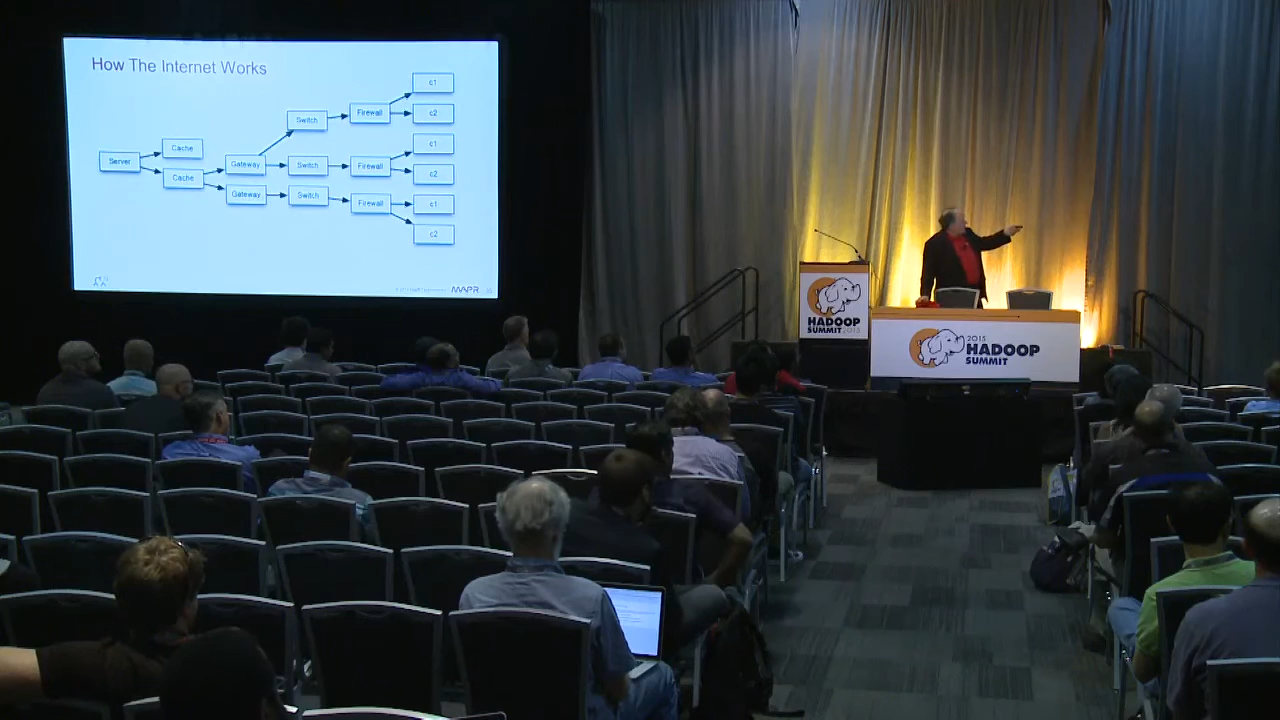 How The Internet Works
c1
Switch
Firewall
c2
Cache
c1
Server
Gateway
Switch
Firewall
c2
Cache
Gateway
Switch
Firewall
c1
c2
MAPR
HADOOP
SUMMIT 2015
2015
HADOOP
SUMMIT